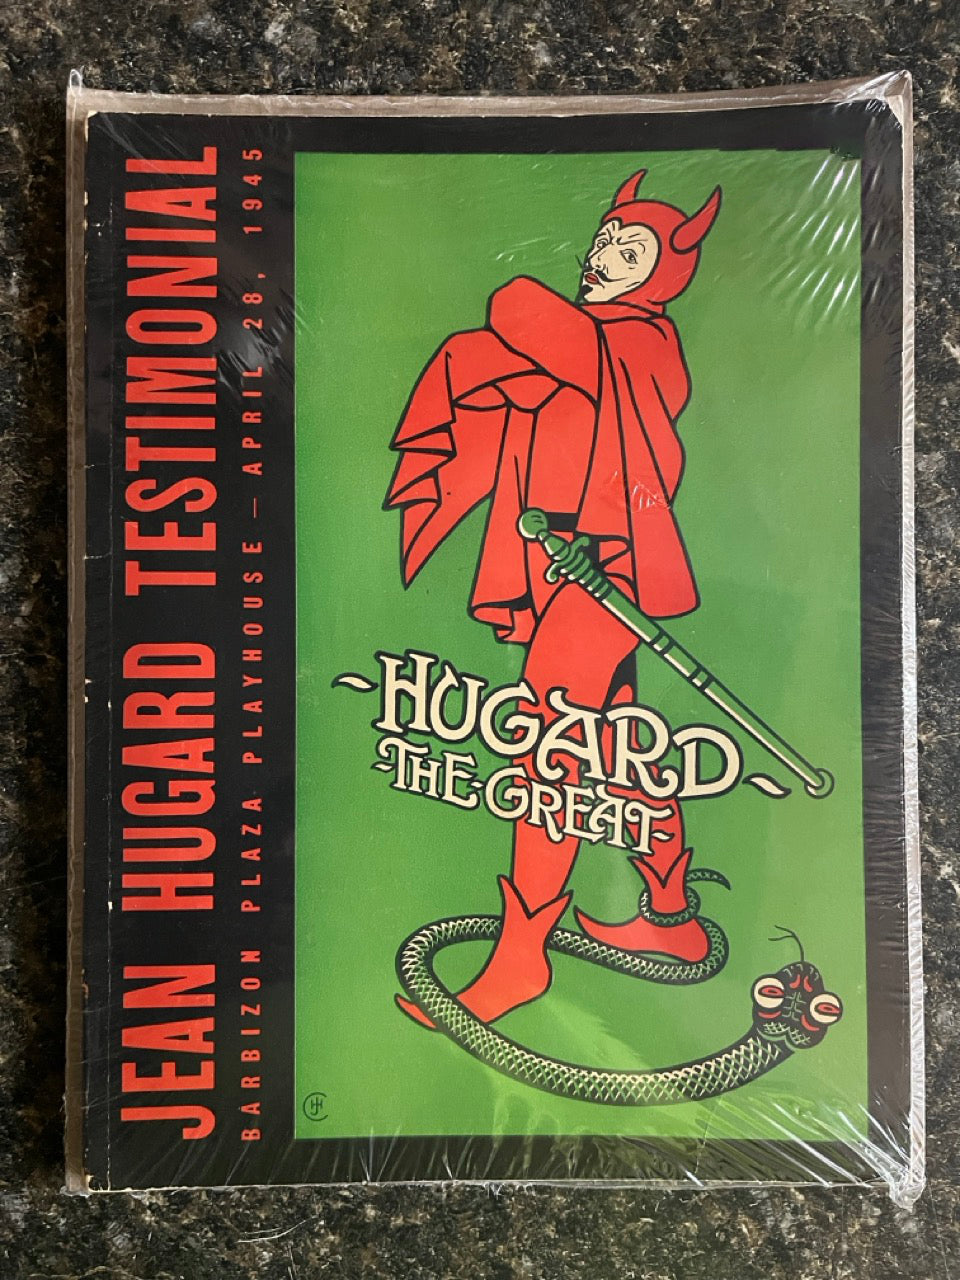 JEAN HUGARD TESTIMONIAL
BARBIZON PLAZA PLAYHOUSE — APRIL 28, 1945
~HUGARD~
-THE-GREAT-